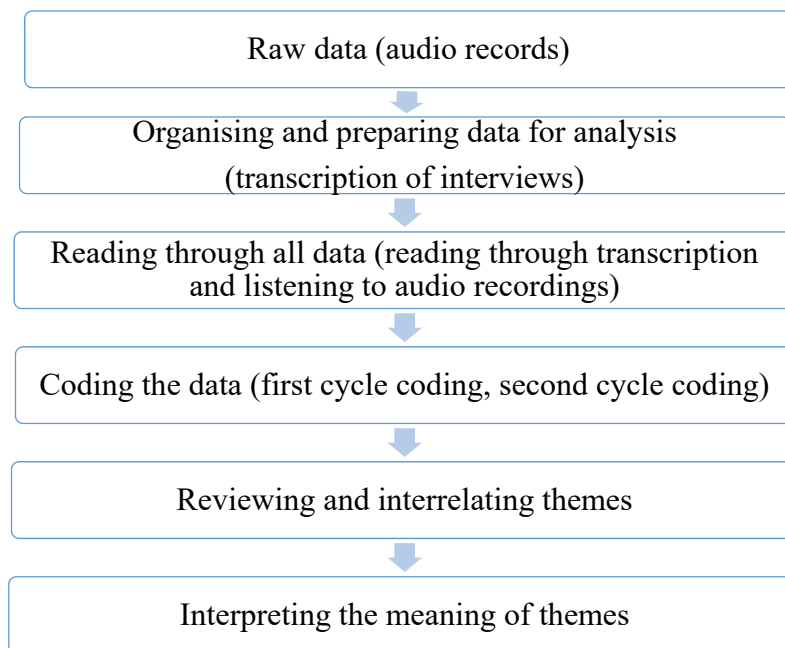 Raw data (audio records)
Organising and preparing data for analysis
(transcription of interviews)
Reading through all data (reading through transcription
and listening to audio recordings)
Coding the data (first cycle coding, second cycle coding)
Reviewing and interrelating themes
Interpreting the meaning of themes